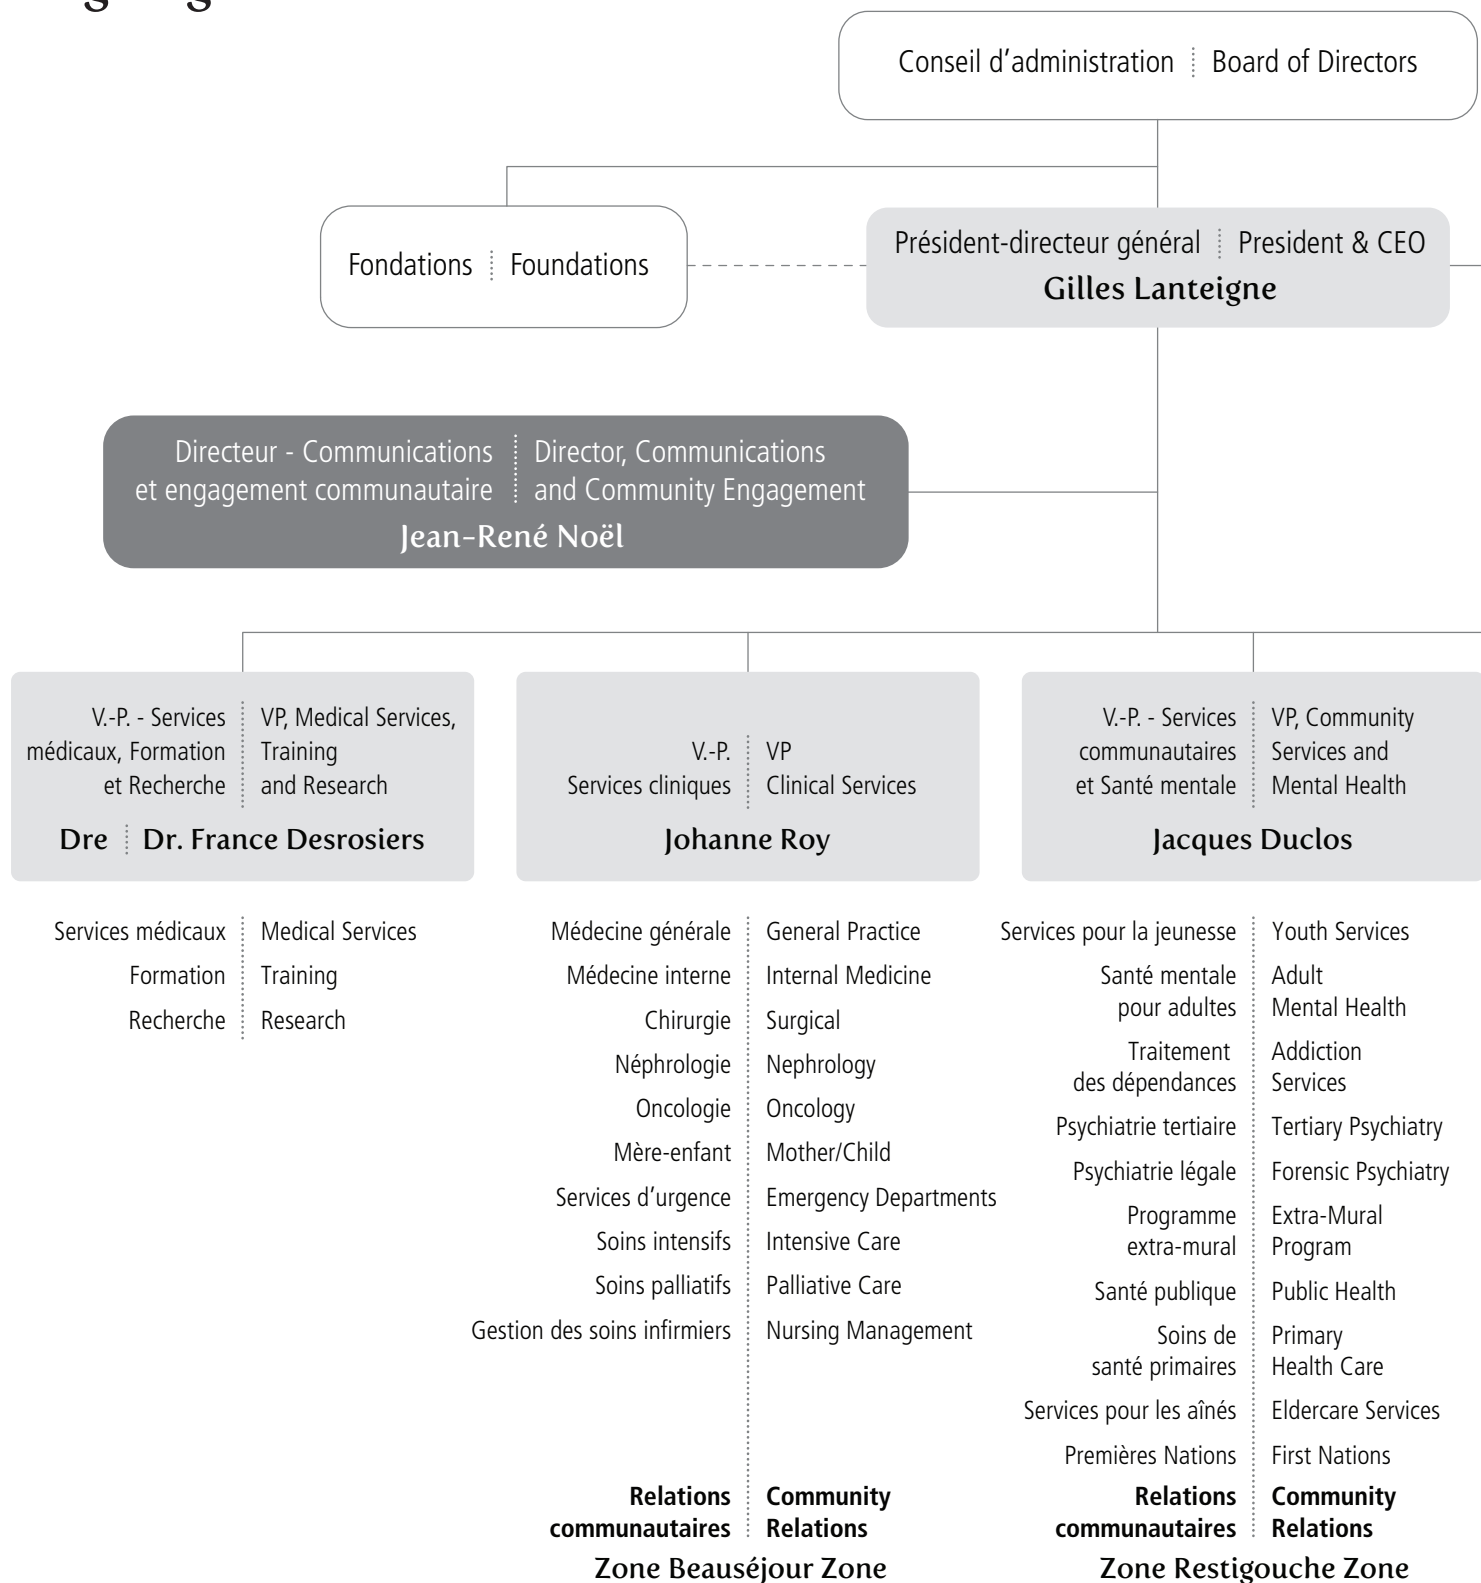 Conseil d'administration Board of Directors
Fondations Foundations
Président-directeur général President & CEO
Gilles Lanteigne
Directeur - Communications Director, Communications
et engagement communautaire and Community Engagement
Jean-René Noël
V.-P. - Services VP, Medical Services,
médicaux, Formation Training
et Recherche and Research
Dre Dr. France Desrosiers
Services médicaux Medical Services
Formation Training
Recherche Research
V.-P. VP
Services cliniques Clinical Services
Johanne Roy
Médecine générale General Practice
Médecine interne Internal Medicine
Chirurgie Surgical
Néphrologie Nephrology
Oncologie Oncology
Mère-enfant Mother/Child
Services d'urgence Emergency Departments
Soins intensifs Intensive Care
Soins palliatifs Palliative Care
Gestion des soins infirmiers Nursing Management
Relations Community
communautaires Relations
Zone Beauséjour Zone
V.-P. - Services VP, Community
communautaires Services and
et Santé mentale Mental Health
Jacques Duclos
Services pour la jeunesse Youth Services
Santé mentale Adult
pour adultes Mental Health
Traitement Addiction
des dépendances Services
Psychiatrie tertiaire Tertiary Psychiatry
Psychiatrie légale Forensic Psychiatry
Programme Extra-Mural
extra-mural Program
Santé publique Public Health
Soins de Primary
santé primaires Health Care
Services pour les aînés Eldercare Services
Premières Nations First Nations
Relations Community
communautaires Relations
Zone Restigouche Zone